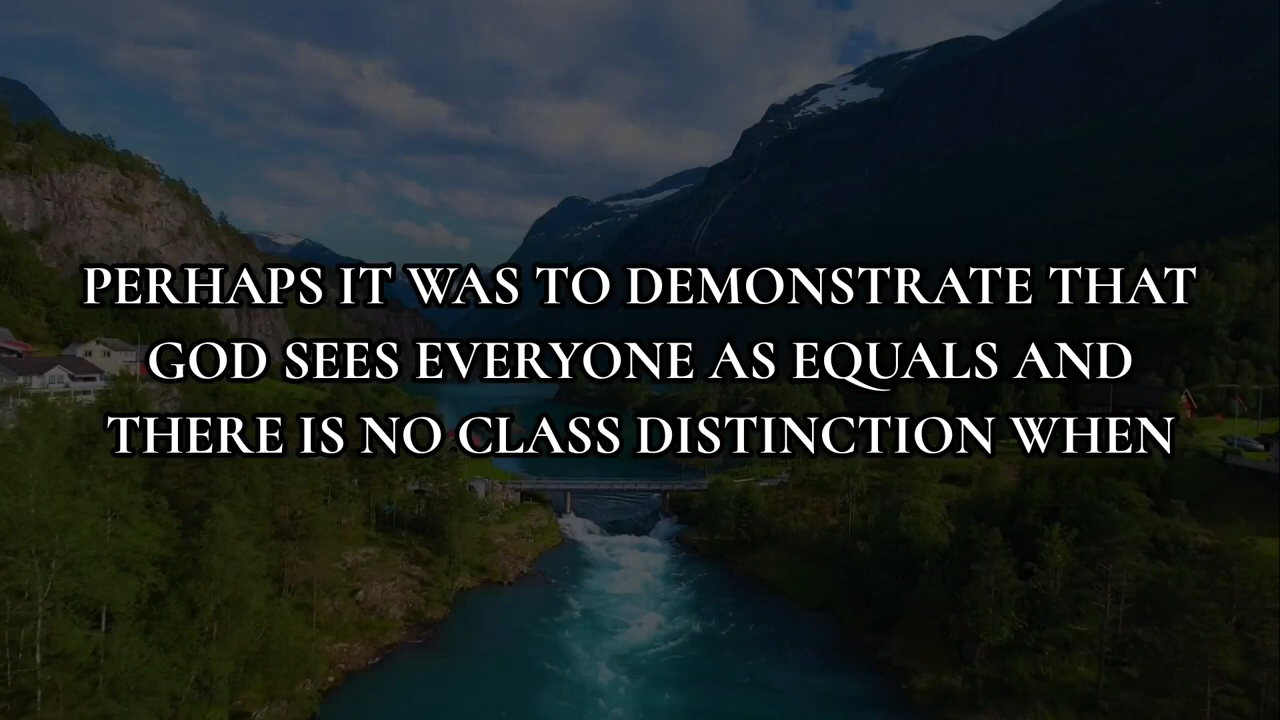 PERHAPS IT WAS TO DEMONSTRATE THAT
GOD SEES EVERYONE AS EQUALS AND
THERE IS NO CLASS DISTINCTION WHEN